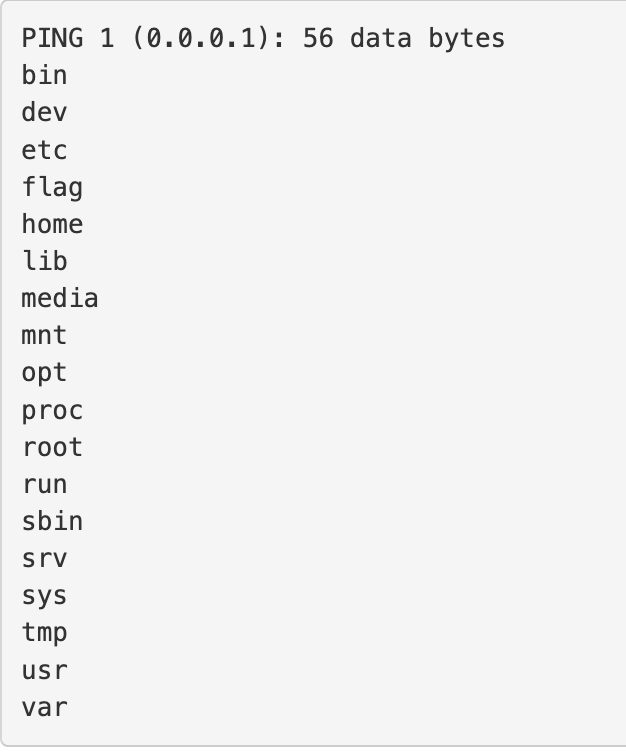 PING 1 (0.0.0.1): 56 data bytes
bin
dev
etc
flag
home
lib
media
mnt
opt
proc
root
run
sbin
srv
sys
tmp
usr
var